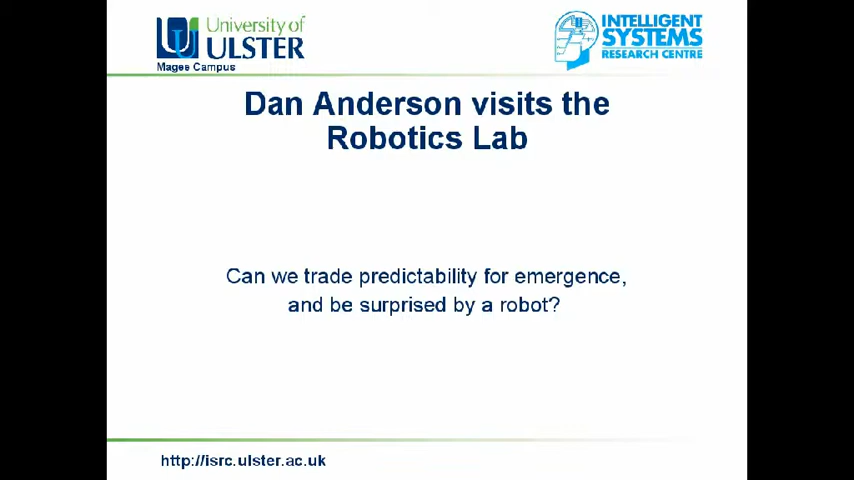 University of
ULSTER
Magee Campus
INTELLIGENT
SYSTEMS
RESEARCH CENTRE
Dan Anderson visits the
Robotics Lab
Can we trade predictability for emergence,
and be surprised by a robot?
http://isrc.ulster.ac.uk